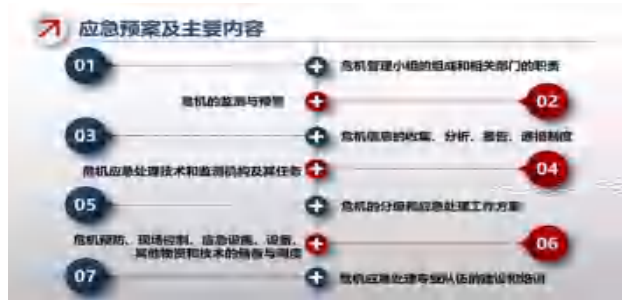 应急预案及主要内容
01
危机管理小组的组成和相关部门的职责
危机的监测与预警
02
03
危机信息的收集、分析、报告、通报制度
危机应急处理技术和监测机构及其任务
04
05
危机的分级和应急处理工作方案
危机预防、现场控制、应急设施、设备、
其他物资和技术的储备与调度
06
07
危机应急处理专业队伍的建设和培训